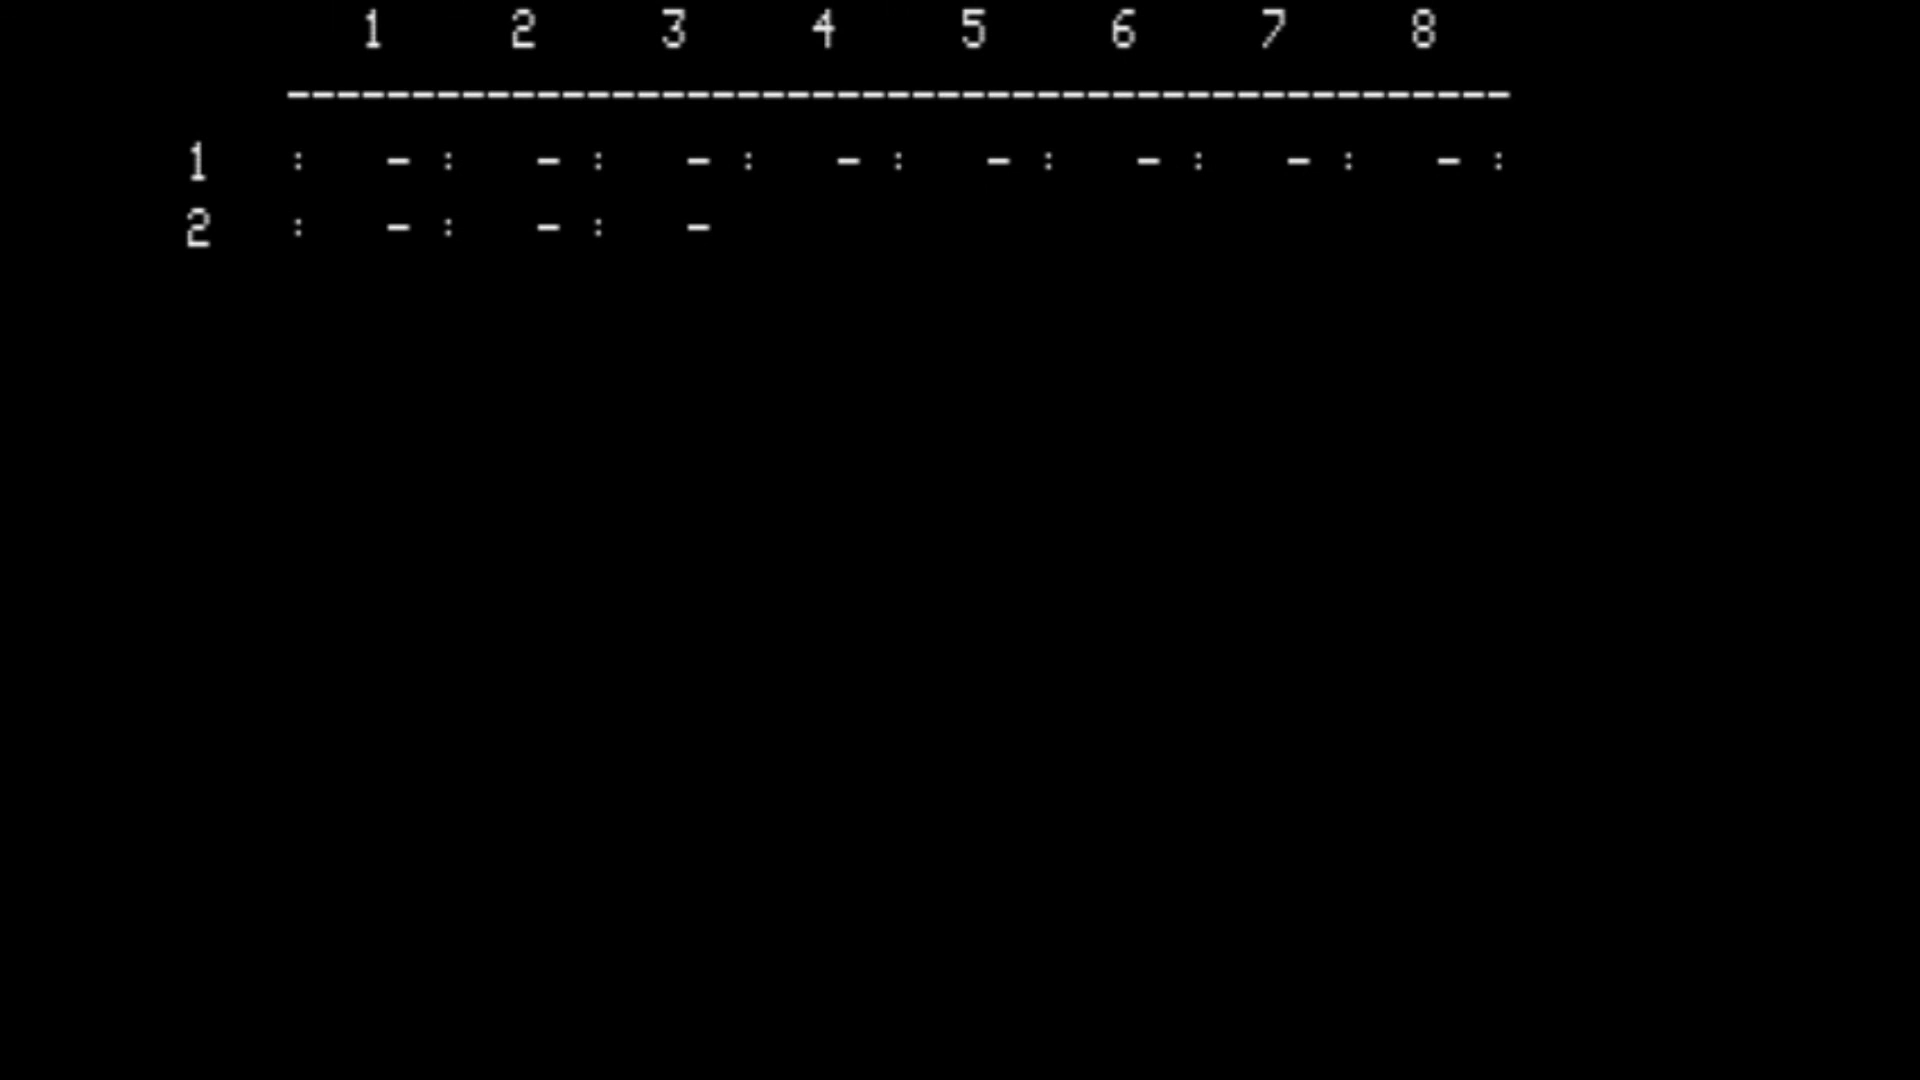 1     2     3     4     5     6     7     8
    -------------------------------------------------
1   :   - :   - :   - :   - :   - :   - :   - :   - :
2   :   - :   - :   -